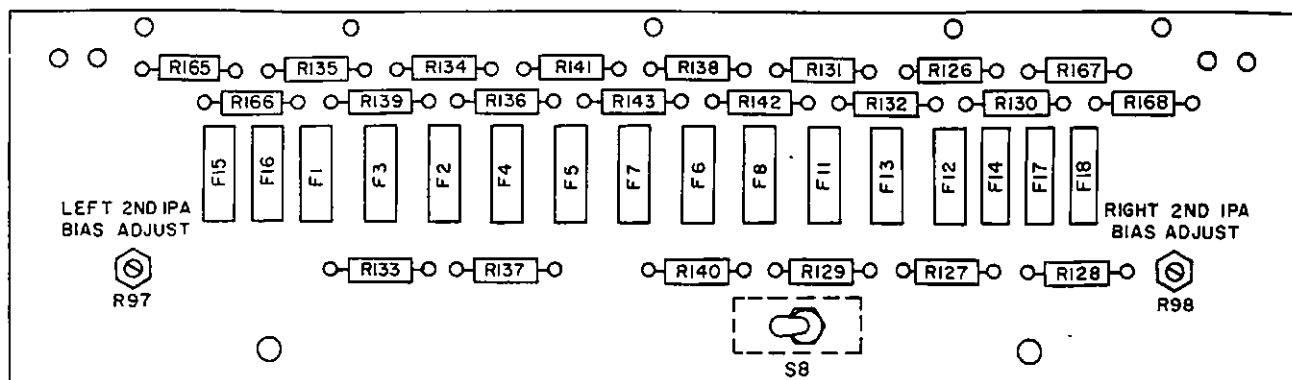 R165 R135 R134 R141 R138 R131 R126 R167
R166 R139 R136 R143 R142 R132 R130 R168
F15 F16 F1 F3 F2 F4 F5 F7 F6 F8 F11 F13 F12 F14 F17 F18
LEFT 2ND IPA
BIAS ADJUST
R97
RIGHT 2ND IPA
BIAS ADJUST
R98
R133 R137 R140 R129 R127 R128
S8